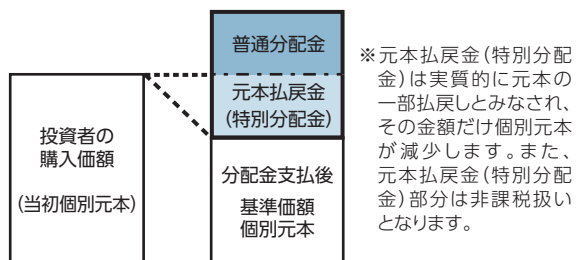 普通分配金
元本払戻金
(特別分配金)
投資者の
購入価額
(当初個別元本)
分配金支払後
基準価額
個別元本
※元本払戻金(特別分配
金)は実質的に元本の
一部払戻しとみなされ、
その金額だけ個別元本
が減少します。また、
元本払戻金(特別分配
金)部分は非課税扱い
となります。